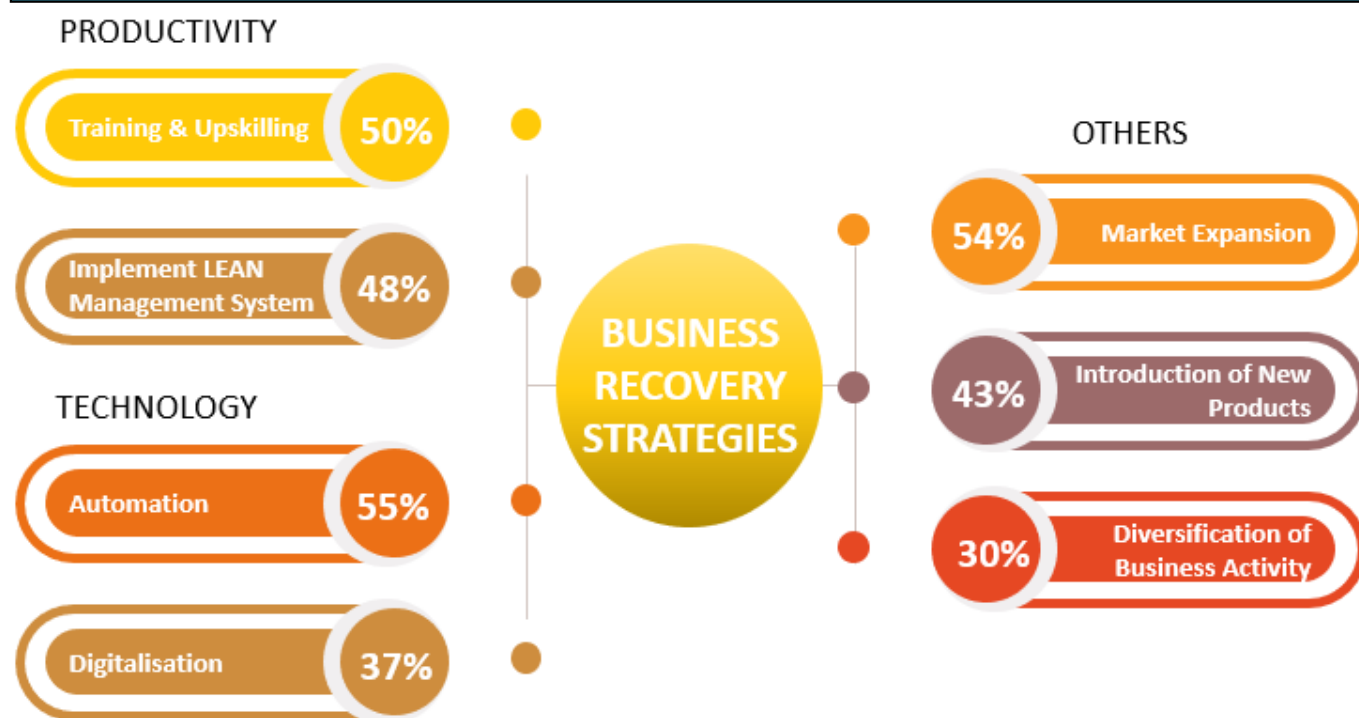 PRODUCTIVITY
Training & Upskilling
50%
Implement LEAN
Management System
48%
TECHNOLOGY
Automation
55%
Digitalisation
37%
BUSINESS
RECOVERY
STRATEGIES
OTHERS
54%
Market Expansion
43%
Introduction of New
Products
30%
Diversification of
Business Activity